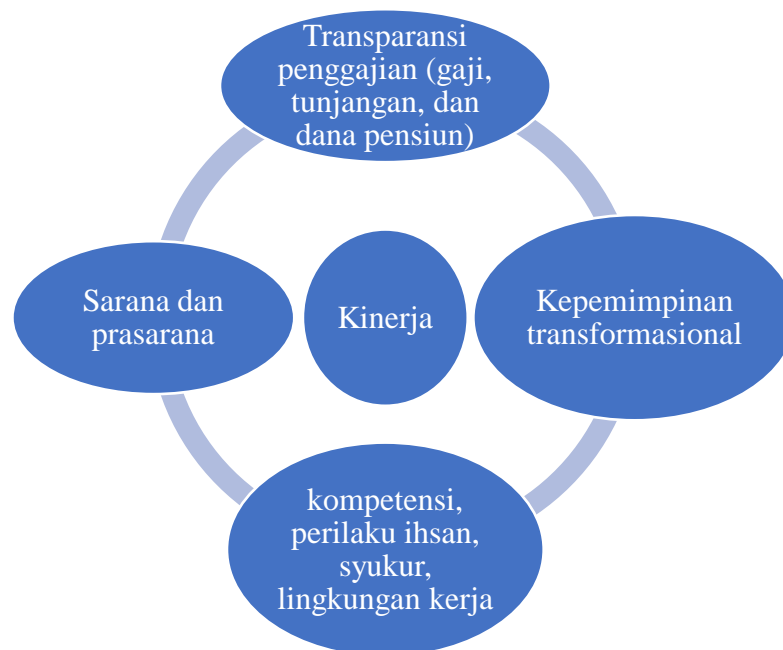 Transparansi
penggajian (gaji,
tunjangan, dan
dana pensiun)
Sarana dan
prasarana
Kinerja
Kepemimpinan
transformasional
kompetensi,
perilaku ihsan,
syukur,
lingkungan kerja